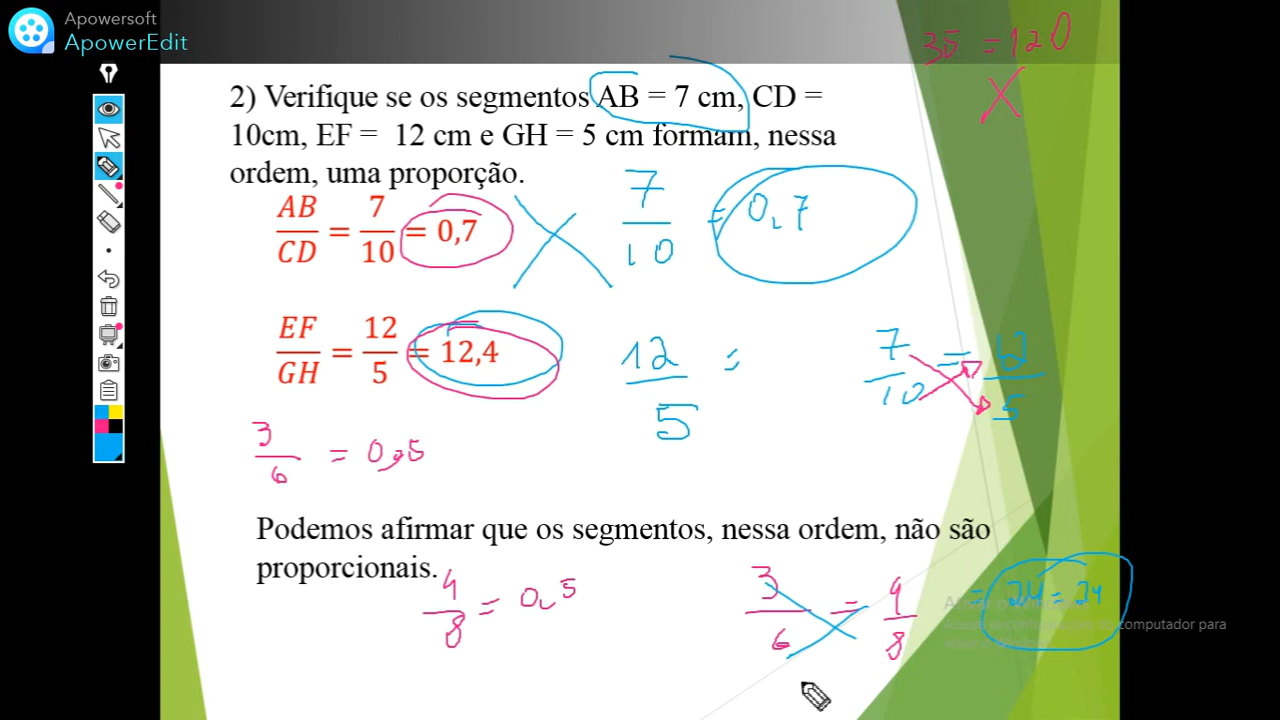 Apowersoft
ApowerEdit
35 = 120
2) Verifique se os segmentos AB = 7 cm, CD =
10cm, EF = 12 cm e GH = 5 cm formam, nessa
ordem, uma proporção.
AB/CD = 7/10 = 0,7
7/10 = 0,7
EF/GH = 12/5 = 12,4
12/5 =
7/10 = 12/5
3/6 = 0,5
Podemos afirmar que os segmentos, nessa ordem, não são
proporcionais.
4/8 = 0,5
3/6 = 4/8
= 24 = 24
computador para